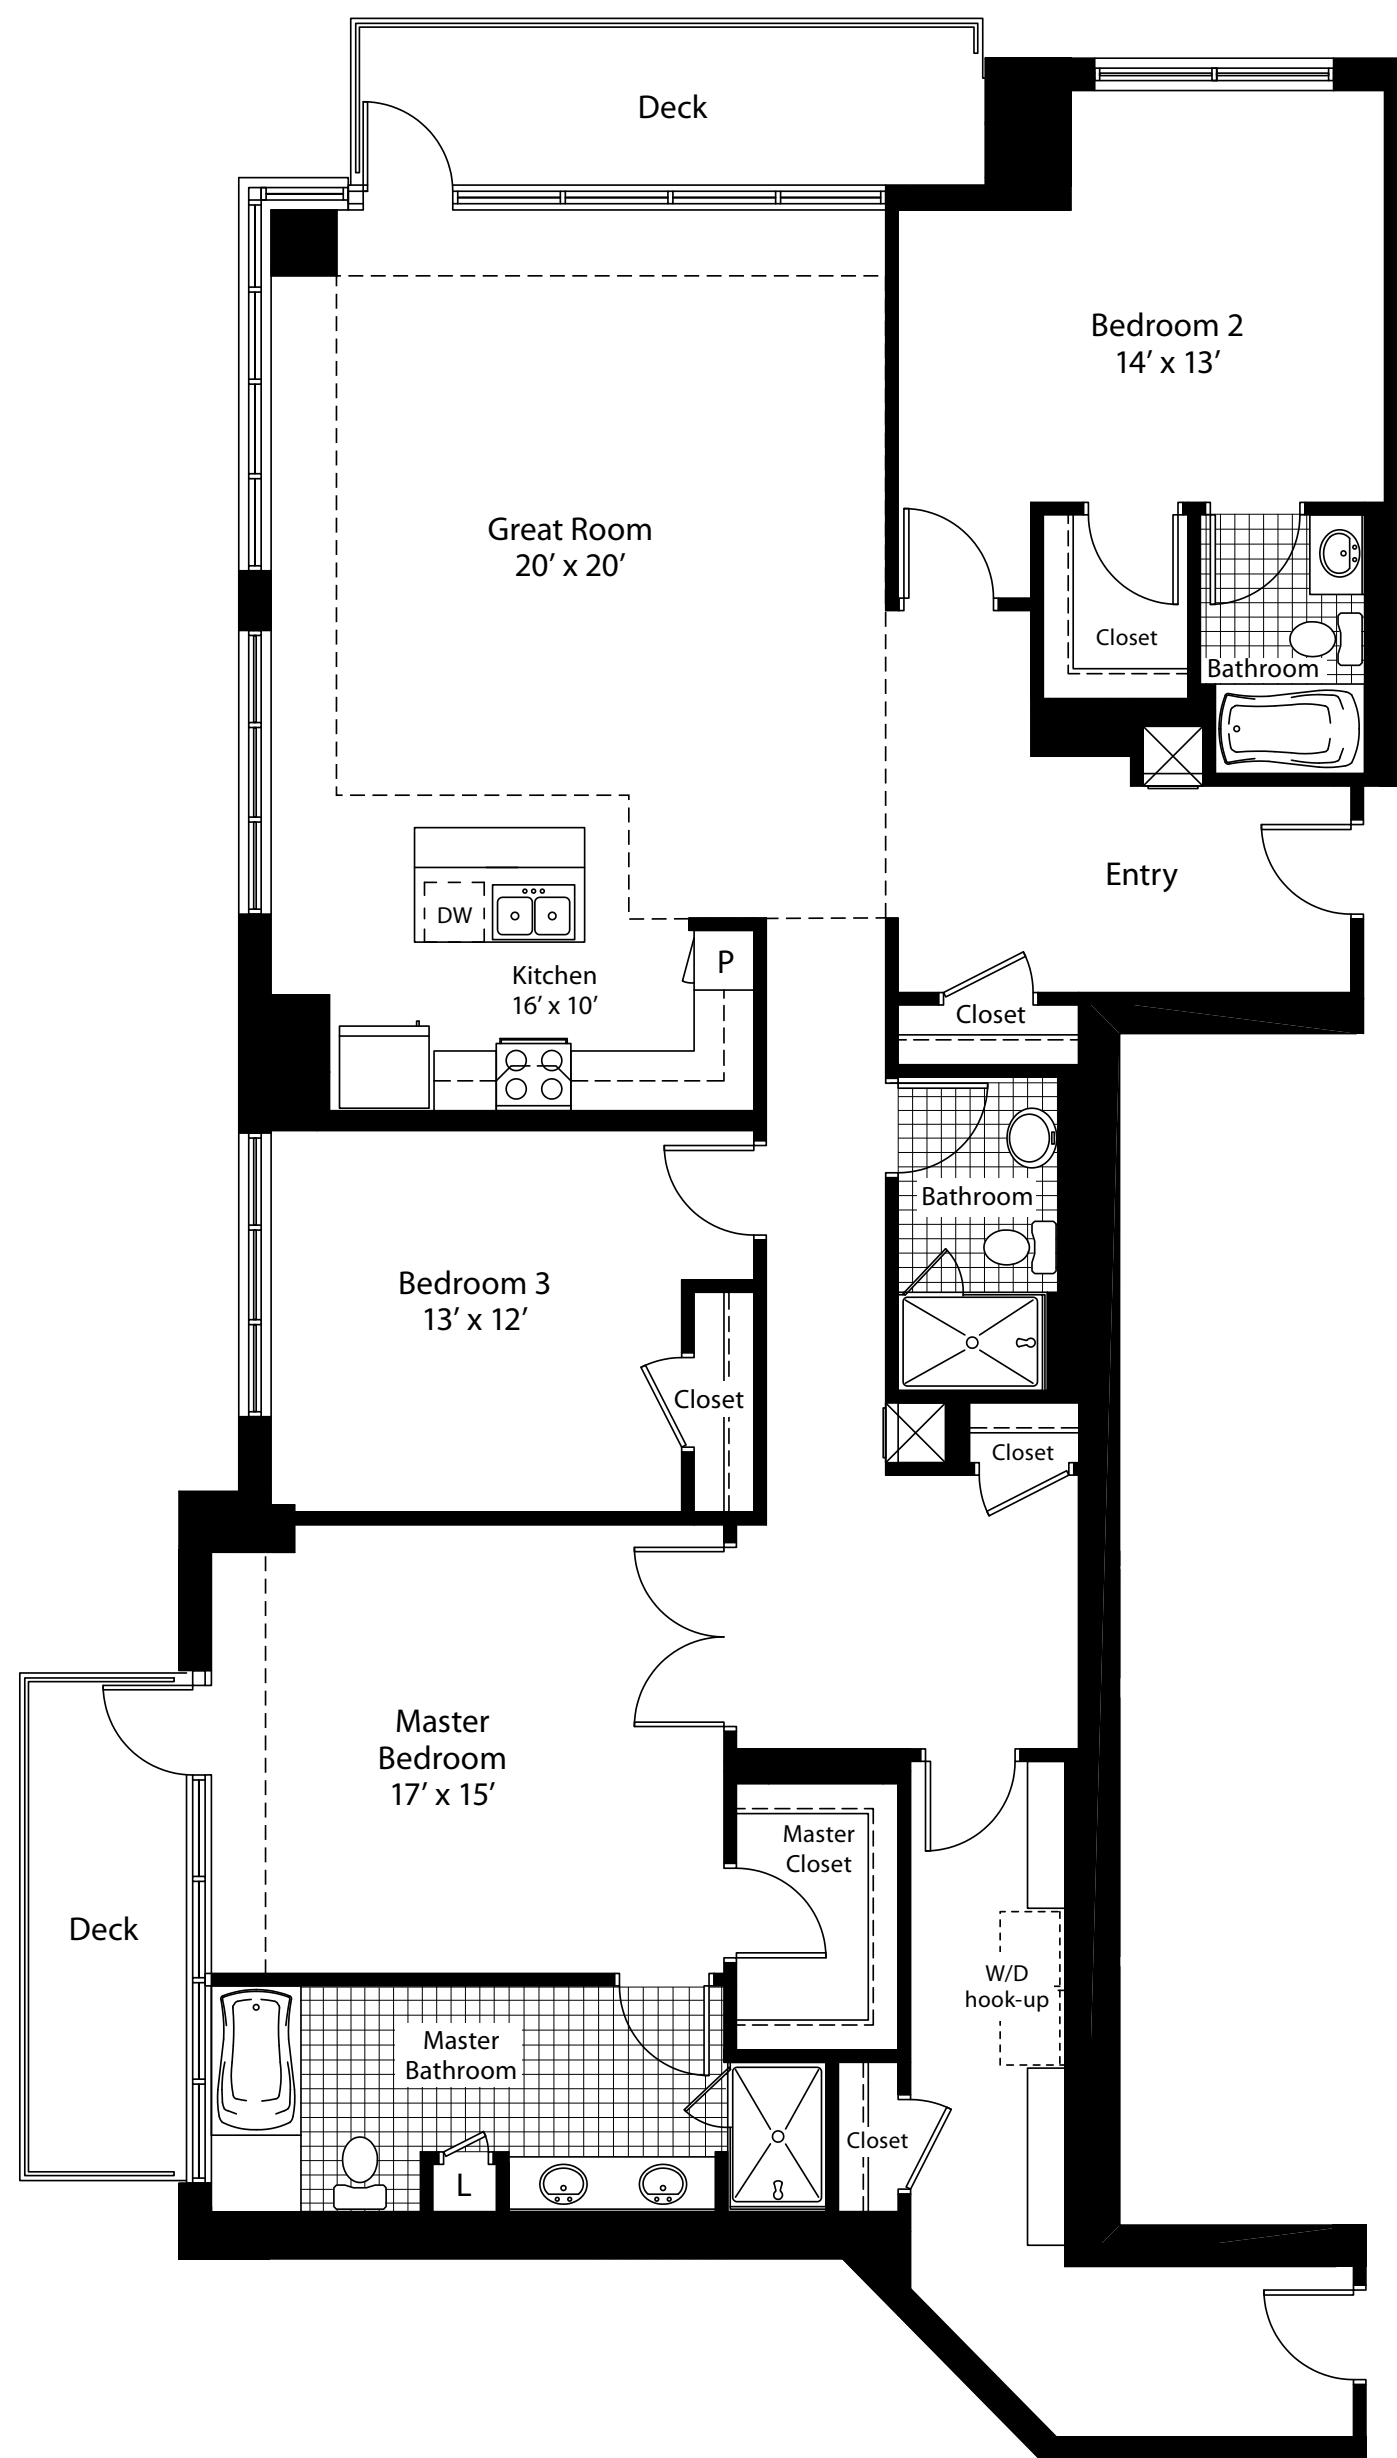 Deck
Bedroom 2
14’ x 13’
Great Room
20’ x 20’
Closet
Bathroom
Entry
DW
P
Kitchen
16’ x 10’
Closet
Bathroom
Bedroom 3
13’ x 12’
Closet
Closet
Master
Bedroom
17’ x 15’
Master
Closet
Deck
W/D
hook-up
Master
Bathroom
Closet
L